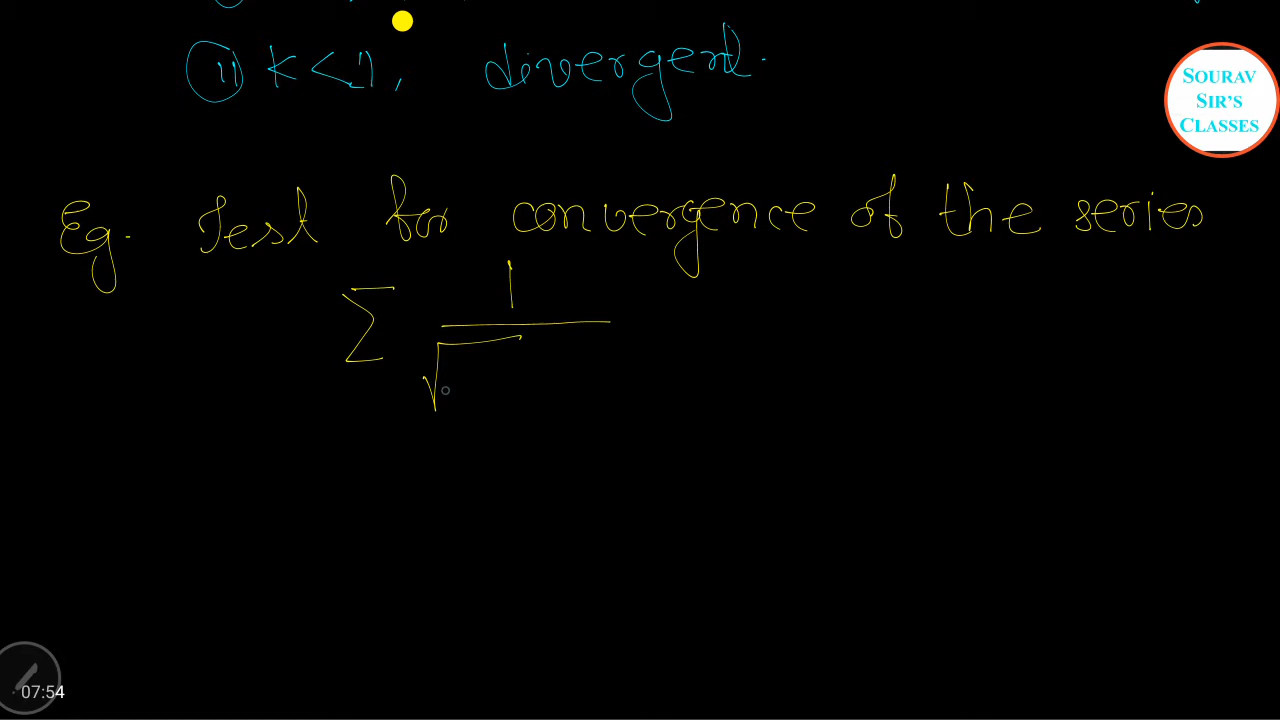 (ii) k < 1, divergent.
SOURAV
SIR'S
CLASSES
Eg. Test for convergence of the series
∑ 1/√
07:54